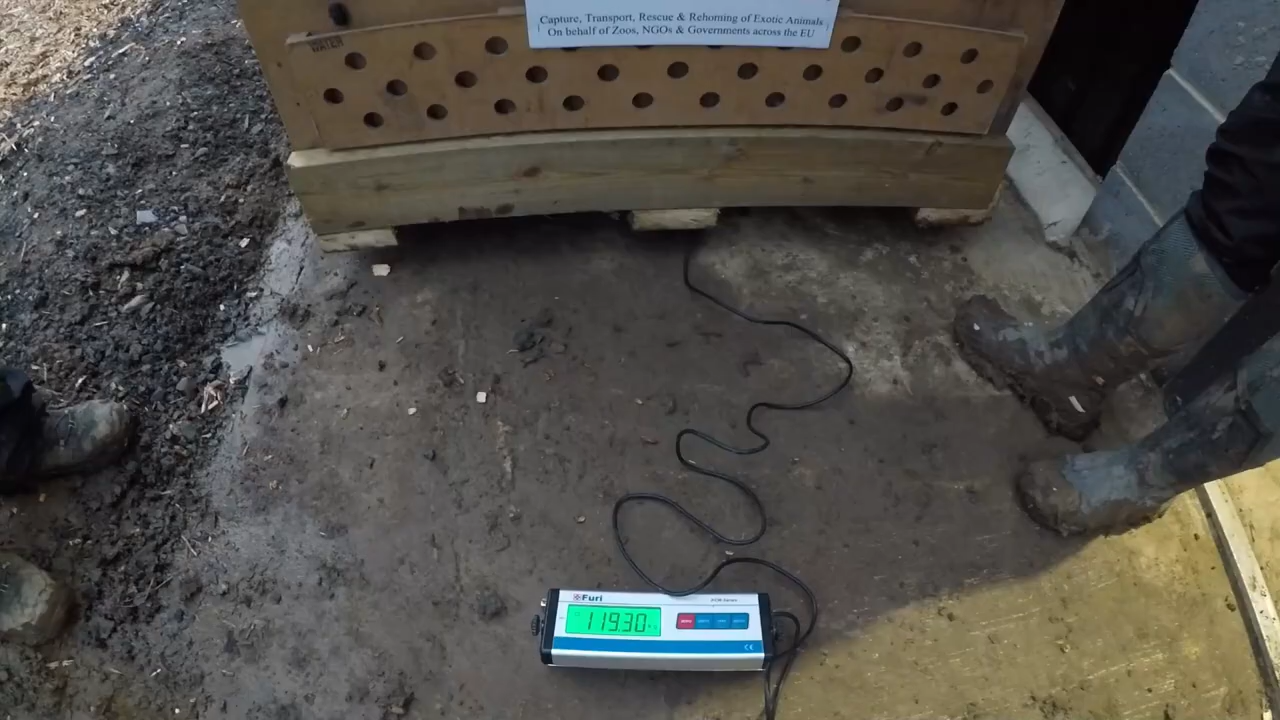 Capture, Transport, Rescue & Rehoming of Exotic Animals
On behalf of Zoos, NGOs & Governments across the EU
WATER
Furi
119.30
CE